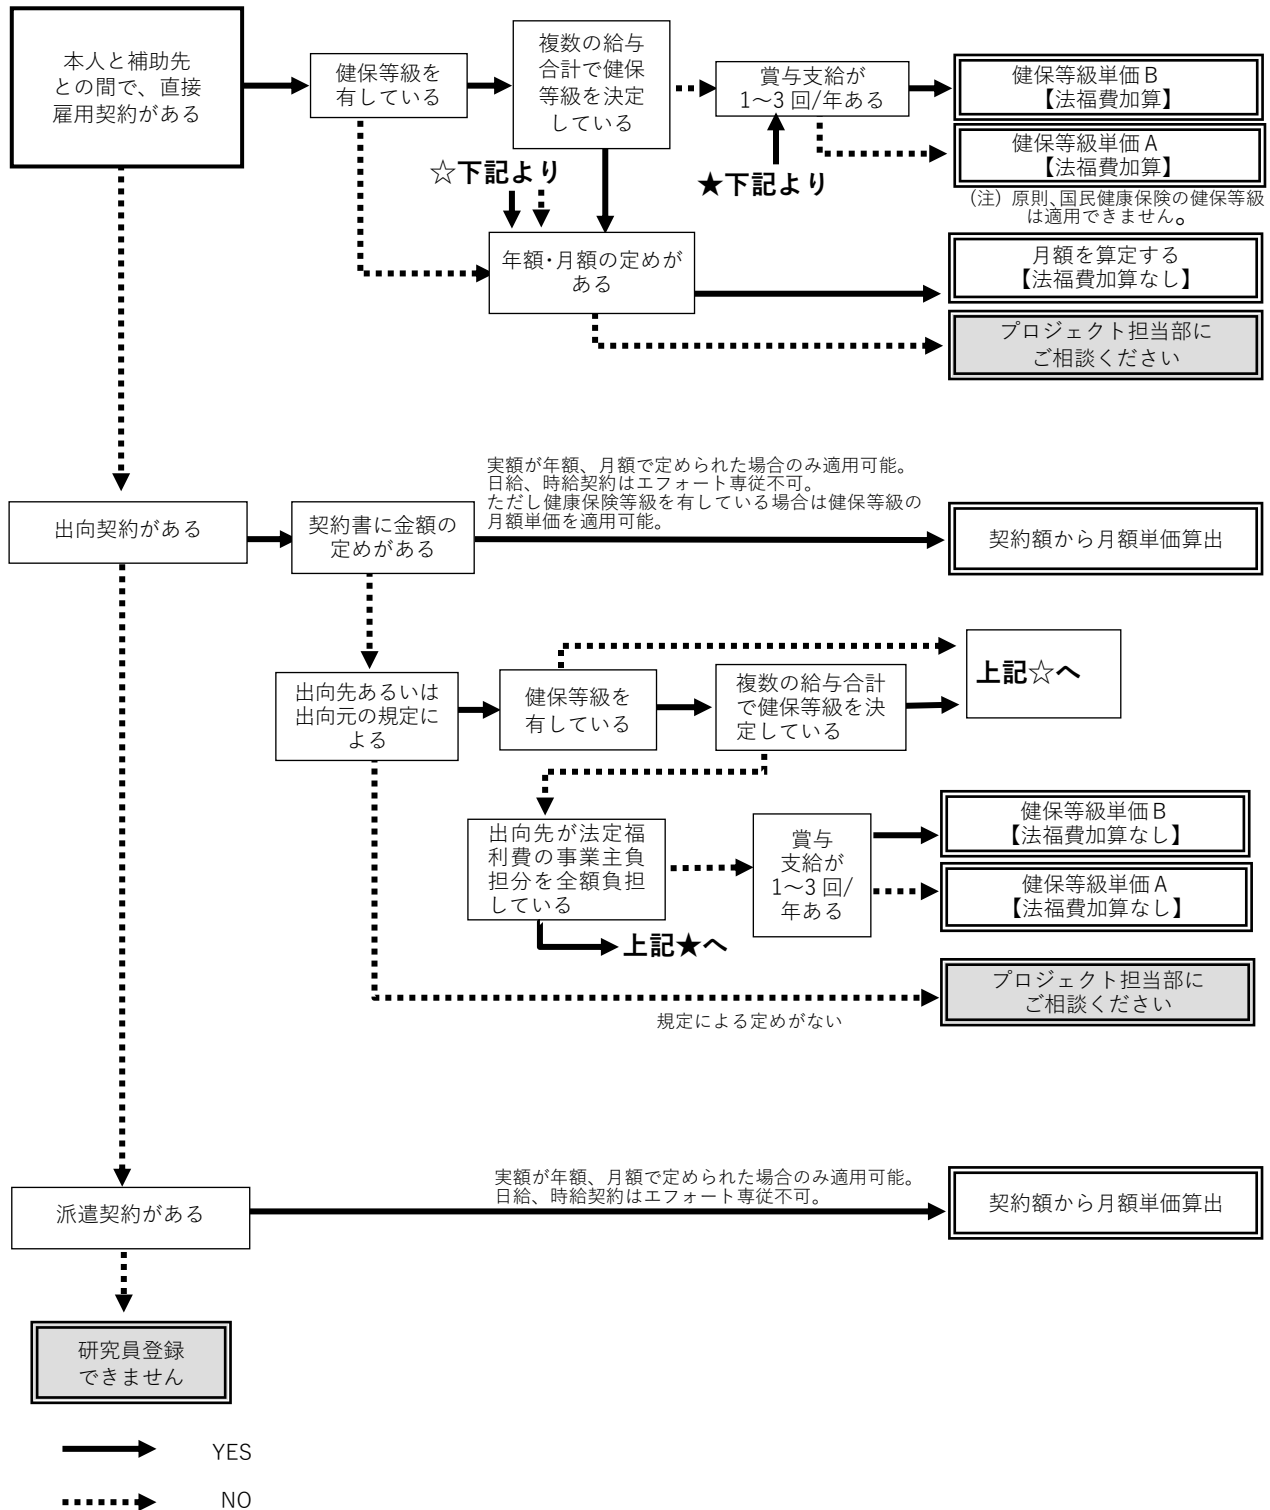 本人と補助先
との間で、直接
雇用契約がある
健保等級を
有している
複数の給与
合計で健保
等級を決定
している
賞与支給が
1～3 回/年ある
健保等級単価B
【法福費加算】
健保等級単価A
【法福費加算】
(注) 原則、国民健康保険の健保等級
は適用できません。
☆下記より
★下記より
年額・月額の定めが
ある
月額を算定する
【法福費加算なし】
プロジェクト担当部に
ご相談ください
出向契約がある
契約書に金額の
定めがある
実額が年額、月額で定められた場合のみ適用可能。
日給、時給契約はエフォート専従不可。
ただし健康保険等級を有している場合は健保等級の
月額単価を適用可能。
契約額から月額単価算出
出向先あるいは
出向元の規定に
よる
健保等級を
有している
複数の給与合計
で健保等級を決
定している
上記☆へ
出向先が法定福
利費の事業主負
担分を全額負担
している
賞与
支給が
1～3 回/
年ある
健保等級単価B
【法福費加算なし】
健保等級単価A
【法福費加算なし】
上記★へ
プロジェクト担当部に
ご相談ください
規定による定めがない
派遣契約がある
実額が年額、月額で定められた場合のみ適用可能。
日給、時給契約はエフォート専従不可。
契約額から月額単価算出
研究員登録
できません
YES
NO